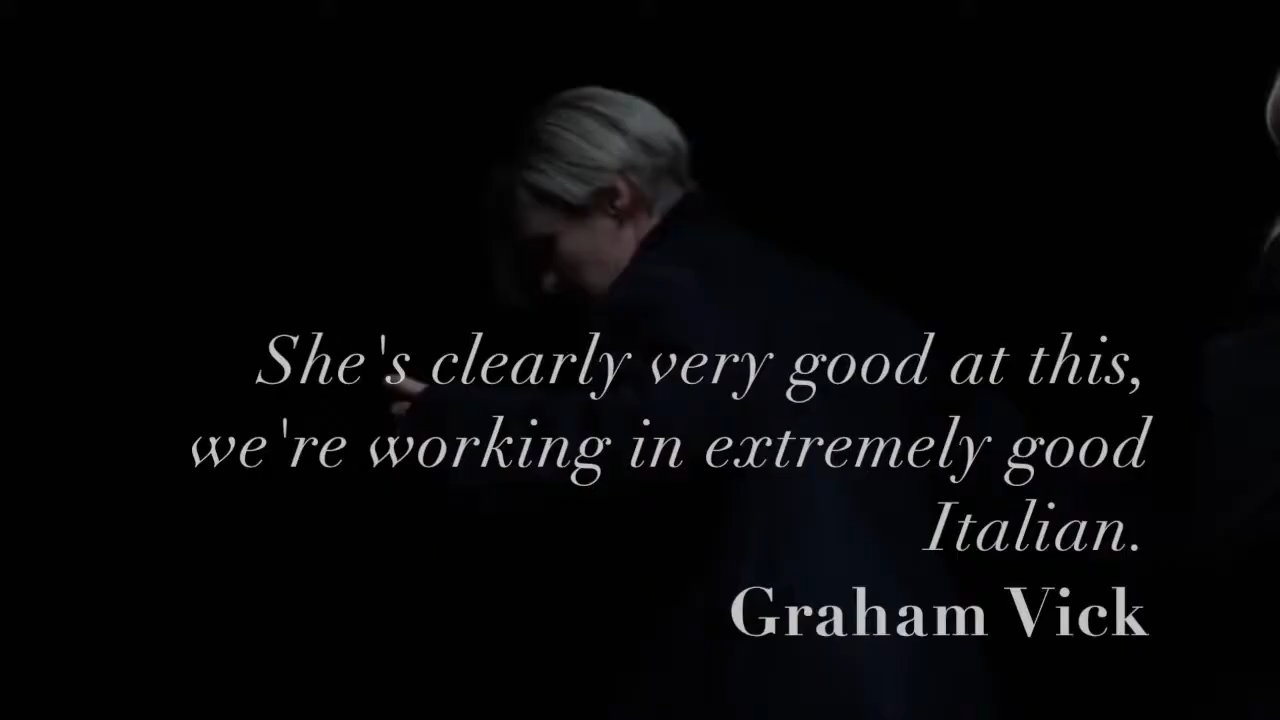 She's clearly very good at this,
we're working in extremely good
Italian.
Graham Vick